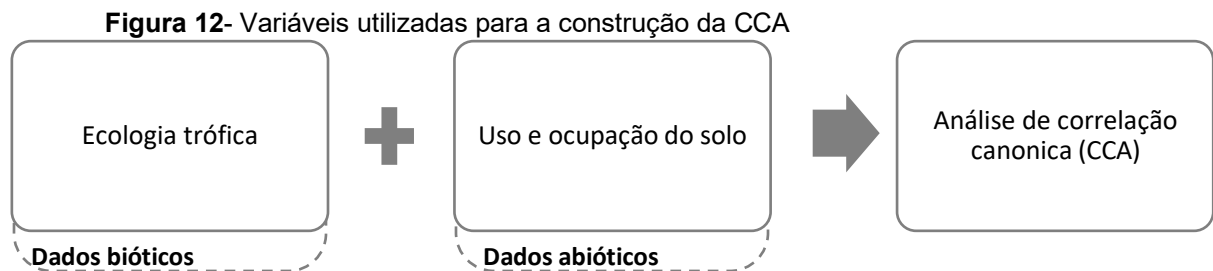 Figura 12- Variáveis utilizadas para a construção da CCA
Ecologia trófica
Uso e ocupação do solo
Análise de correlação
canonica (CCA)
Dados bióticos
Dados abióticos